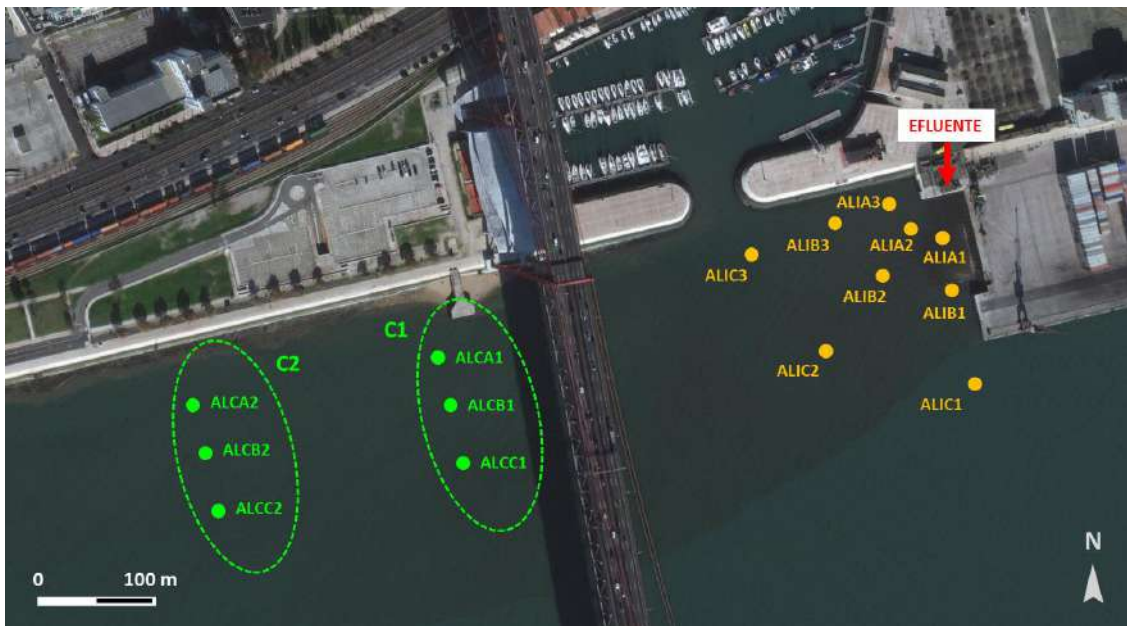 EFLUENTE
ALIA3
ALIB3
ALIA2
ALIA1
ALIC3
ALIB2
ALIB1
C1
C2
ALCA1
ALIC2
ALIC1
ALCA2
ALCB1
ALCB2
ALCC1
ALCC2
N
0 100 m